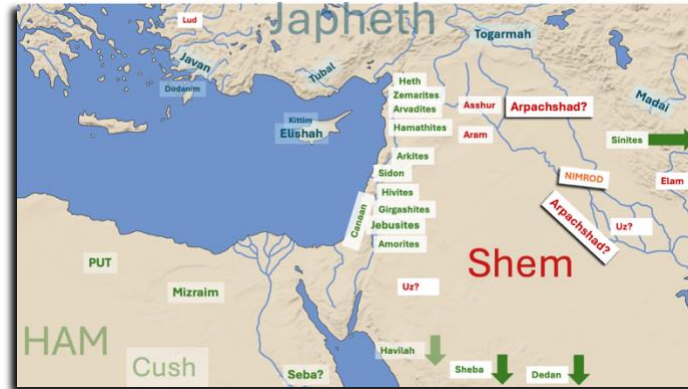 Japheth
Lud
Togarmah
Javan
Tubal
Heth
Dodanim
Zemarites
Madai
Arvadites
Asshur
Arpachshad?
Kittim
Elishah
Hamathites
Aram
Sinites
Arkites
Sidon
NIMROD
Elam
Hivites
Canaan
Girgashites
Arpachshad?
Uz?
Jebusites
Amorites
PUT
Shem
Mizraim
Uz?
HAM
Havilah
Cush
Seba?
Sheba
Dedan